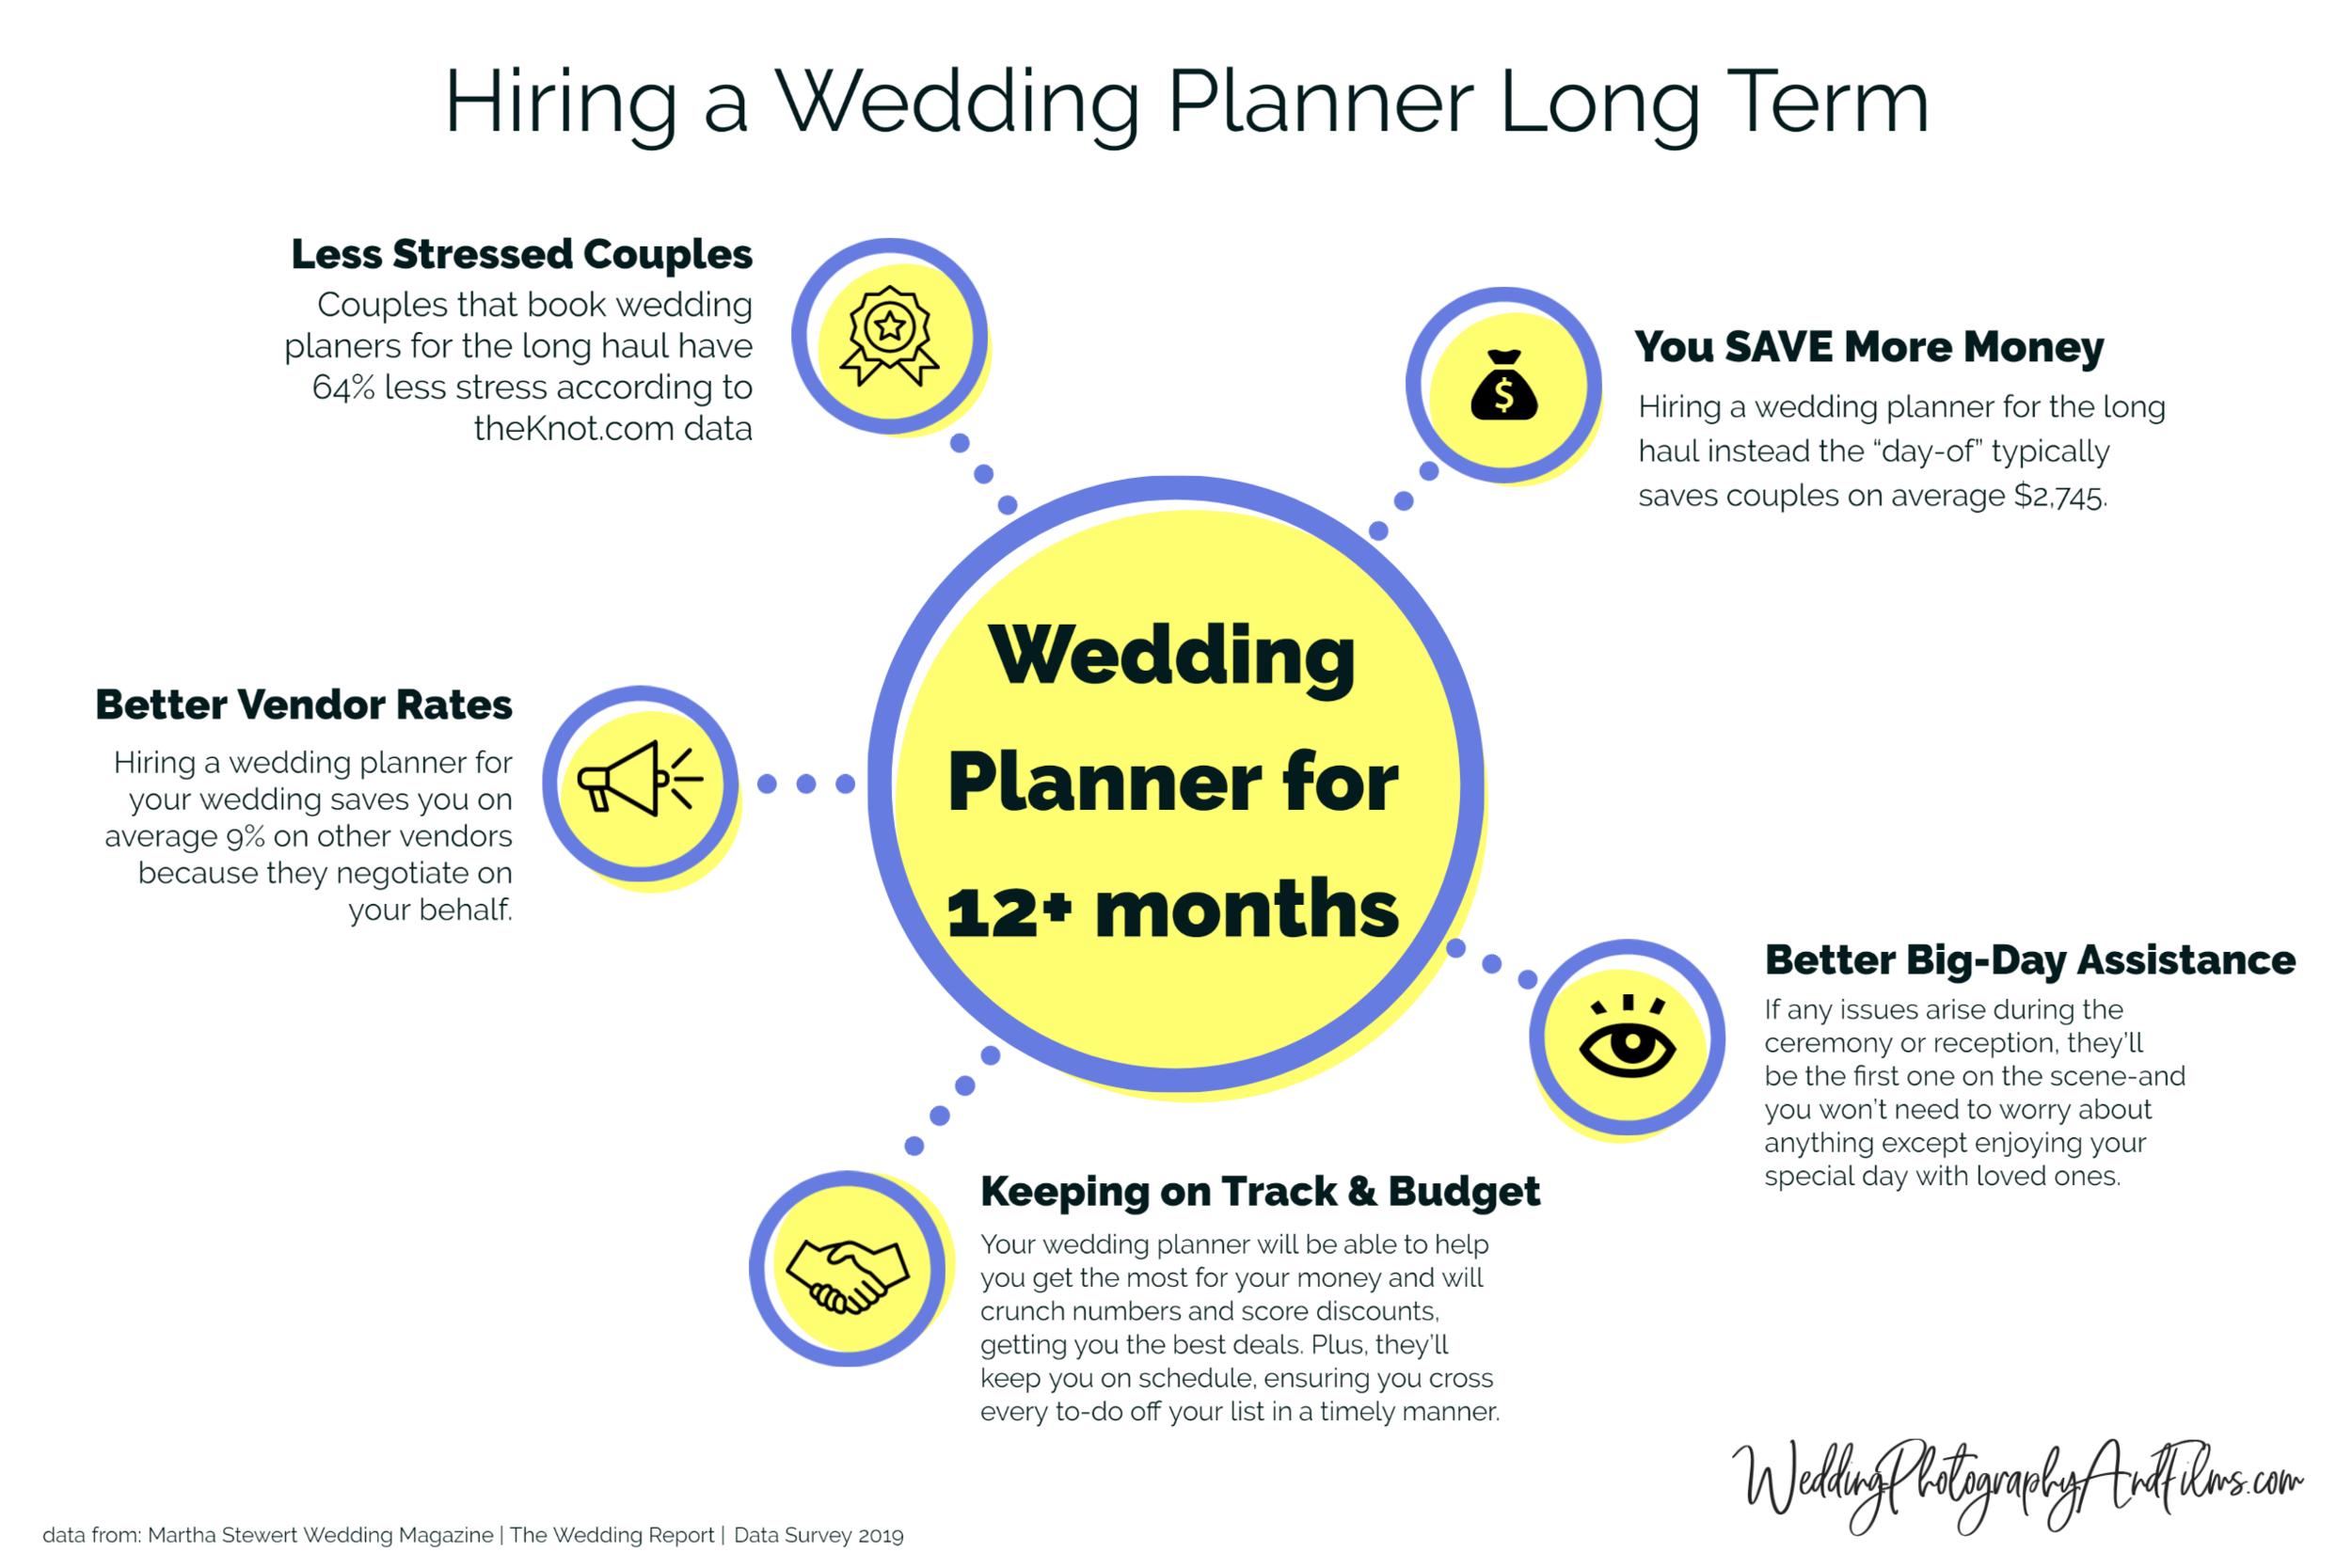 Hiring a Wedding Planner Long Term
Less Stressed Couples
Couples that book wedding
planers for the long haul have
64% less stress according to
theKnot.com data
You SAVE More Money
Hiring a wedding planner for the long
haul instead the “day-of” typically
saves couples on average $2,745.
Wedding
Planner for
12+ months
Better Vendor Rates
Hiring a wedding planner for
your wedding saves you on
average 9% on other vendors
because they negotiate on
your behalf.
Better Big-Day Assistance
If any issues arise during the
ceremony or reception, they’ll
be the first one on the scene-and
you won’t need to worry about
anything except enjoying your
special day with loved ones.
Keeping on Track & Budget
Your wedding planner will be able to help
you get the most for your money and will
crunch numbers and score discounts,
getting you the best deals. Plus, they’ll
keep you on schedule, ensuring you cross
every to-do off your list in a timely manner.
WeddingPhotographyAndFilms.com
data from: Martha Stewert Wedding Magazine | The Wedding Report | Data Survey 2019